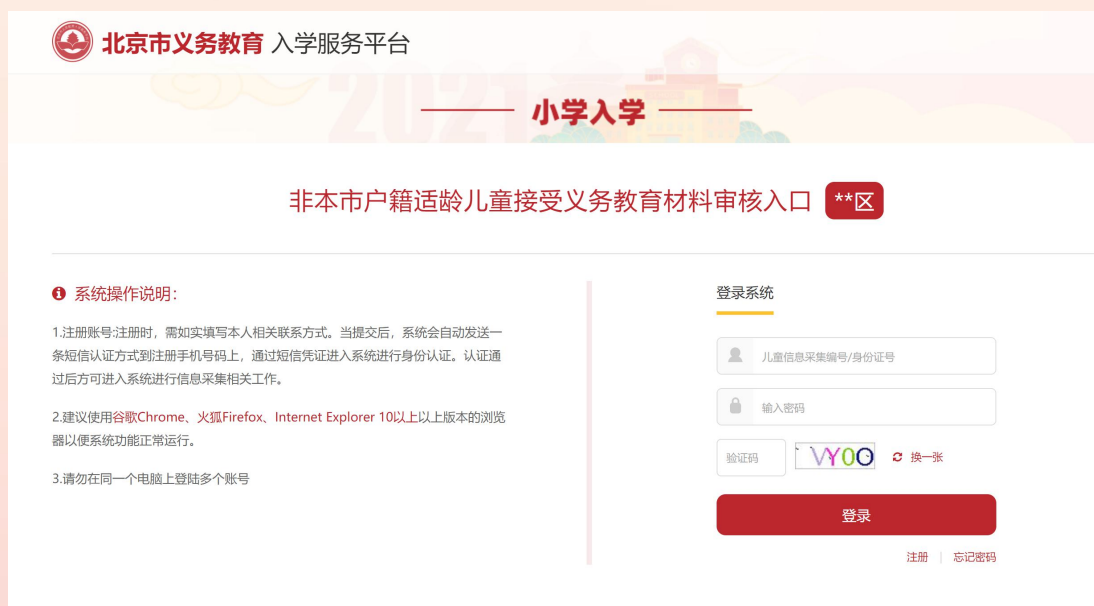 北京市义务教育 入学服务平台
2021
小学入学
非本市户籍适龄儿童接受义务教育材料审核入口 **区
系统操作说明：
1.注册账号:注册时，需如实填写本人相关联系方式。当提交后，系统会自动发送一
条短信认证方式到注册手机号码上，通过短信凭证进入系统进行身份认证。认证通
过后方可进入系统进行信息采集相关工作。
2.建议使用谷歌Chrome、火狐Firefox、Internet Explorer 10以上以上版本的浏览
器以便系统功能正常运行。
3.请勿在同一个电脑上登陆多个账号
登录系统
儿童信息采集编号/身份证号
输入密码
验证码 VYOO 换一张
登录
注册 | 忘记密码